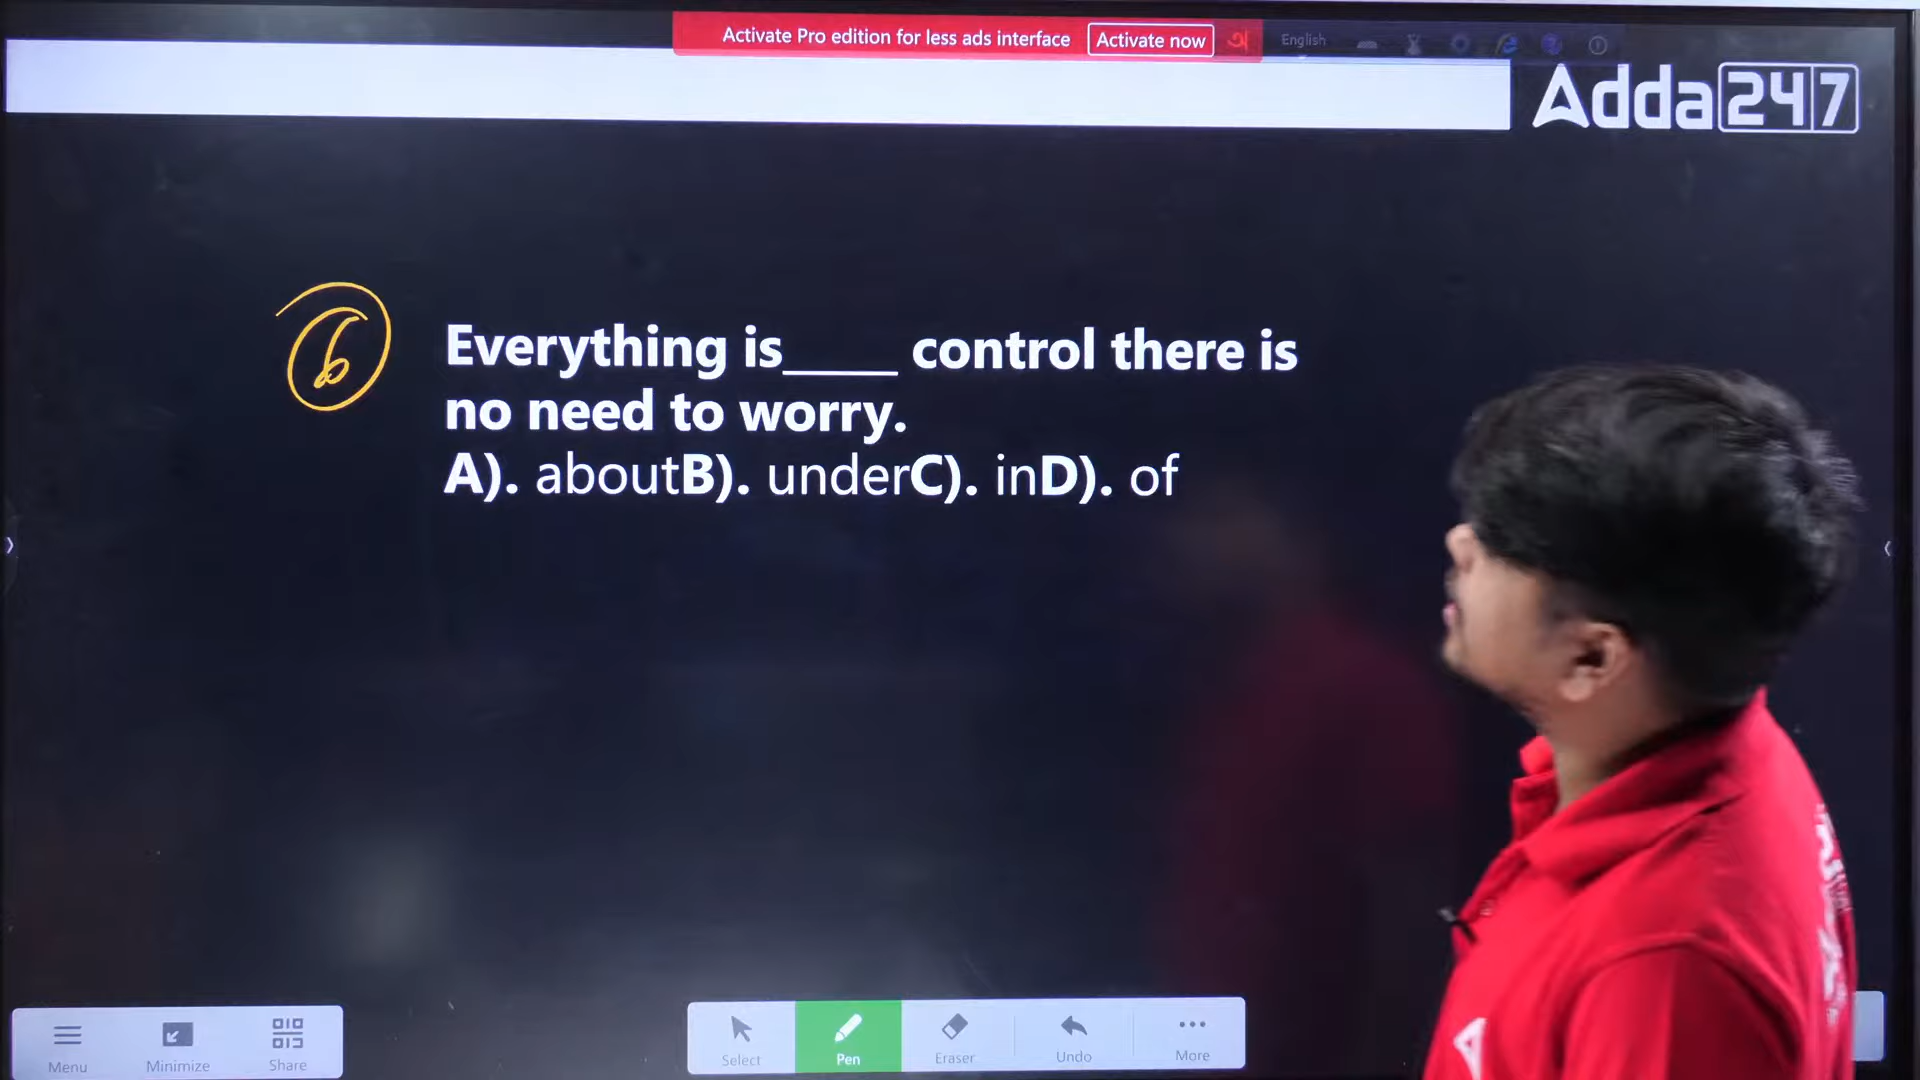 Activate Pro edition for less ads interface Activate now English
Adda247
6
Everything is____ control there is
no need to worry.
A). aboutB). underC). inD). of
Menu Minimize Share Select Pen Eraser Undo More